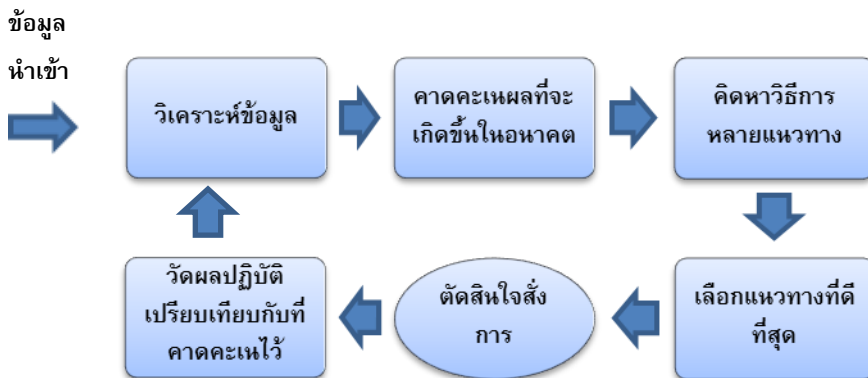 ข้อมูล
นำเข้า
วิเคราะห์ข้อมูล
คาดคะเนผลที่จะ
เกิดขึ้นในอนาคต
คิดหาวิธีการ
หลายแนวทาง
เลือกแนวทางที่ดี
ที่สุด
ตัดสินใจสั่ง
การ
วัดผลปฏิบัติ
เปรียบเทียบกับที่
คาดคะเนไว้